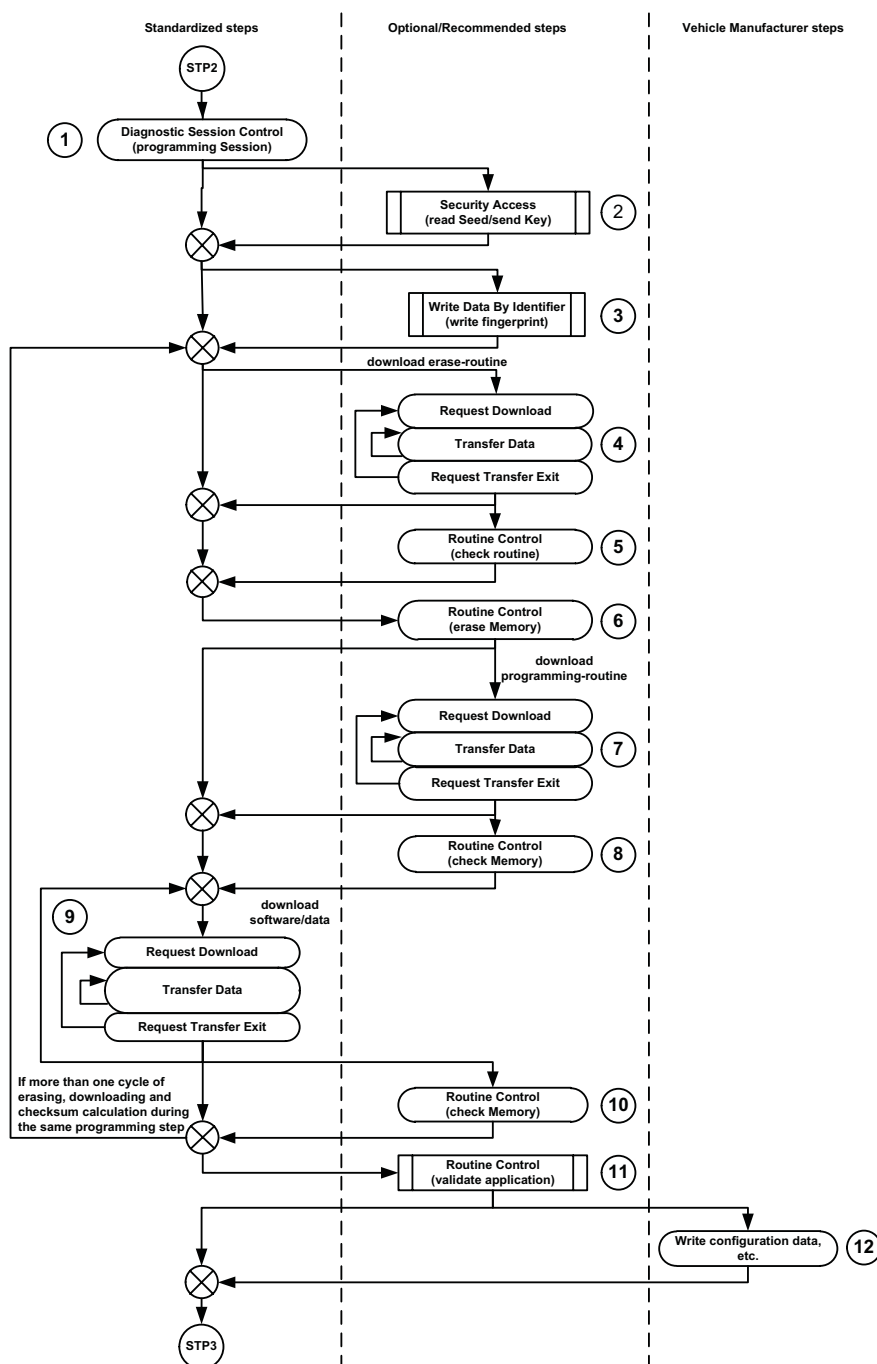 Standardized steps
Optional/Recommended steps
Vehicle Manufacturer steps
STP2
1
Diagnostic Session Control
(programming Session)
Security Access
(read Seed/send Key)
2
Write Data By Identifier
(write fingerprint)
3
download erase-routine
Request Download
Transfer Data
Request Transfer Exit
4
Routine Control
(check routine)
5
Routine Control
(erase Memory)
6
download
programming-routine
Request Download
Transfer Data
Request Transfer Exit
7
Routine Control
(check Memory)
8
9
download
software/data
Request Download
Transfer Data
Request Transfer Exit
If more than one cycle of
erasing, downloading and
checksum calculation during
the same programming step
Routine Control
(check Memory)
10
Routine Control
(validate application)
11
Write configuration data,
etc.
12
STP3